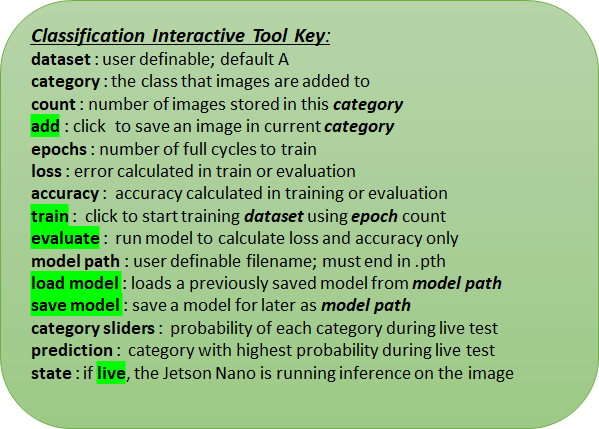 Classification Interactive Tool Key:
dataset : user definable; default A
category : the class that images are added to
count : number of images stored in this category
add : click to save an image in current category
epochs : number of full cycles to train
loss : error calculated in train or evaluation
accuracy : accuracy calculated in training or evaluation
train : click to start training dataset using epoch count
evaluate : run model to calculate loss and accuracy only
model path : user definable filename; must end in .pth
load model : loads a previously saved model from model path
save model : save a model for later as model path
category sliders : probability of each category during live test
prediction : category with highest probability during live test
state : if live, the Jetson Nano is running inference on the image